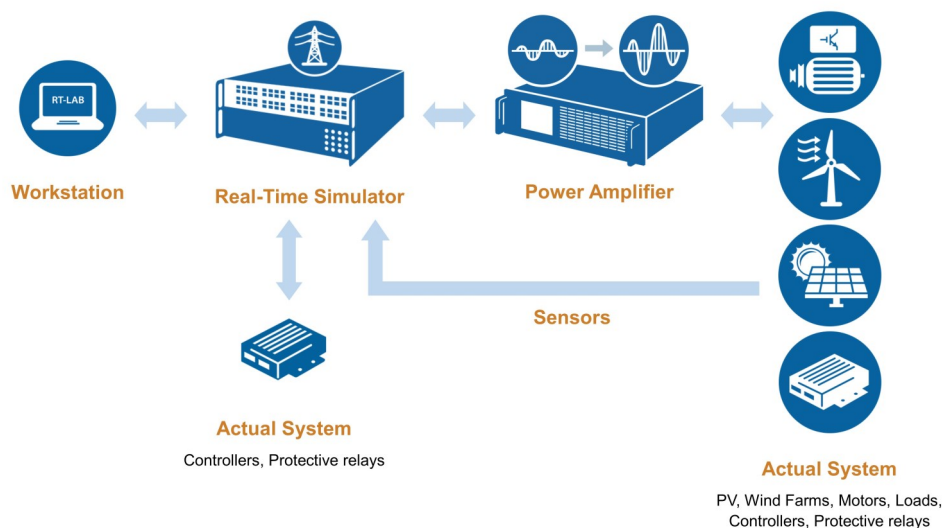 RT-LAB
Workstation
Real-Time Simulator
Power Amplifier
Sensors
Actual System
Controllers, Protective relays
Actual System
PV, Wind Farms, Motors, Loads,
Controllers, Protective relays